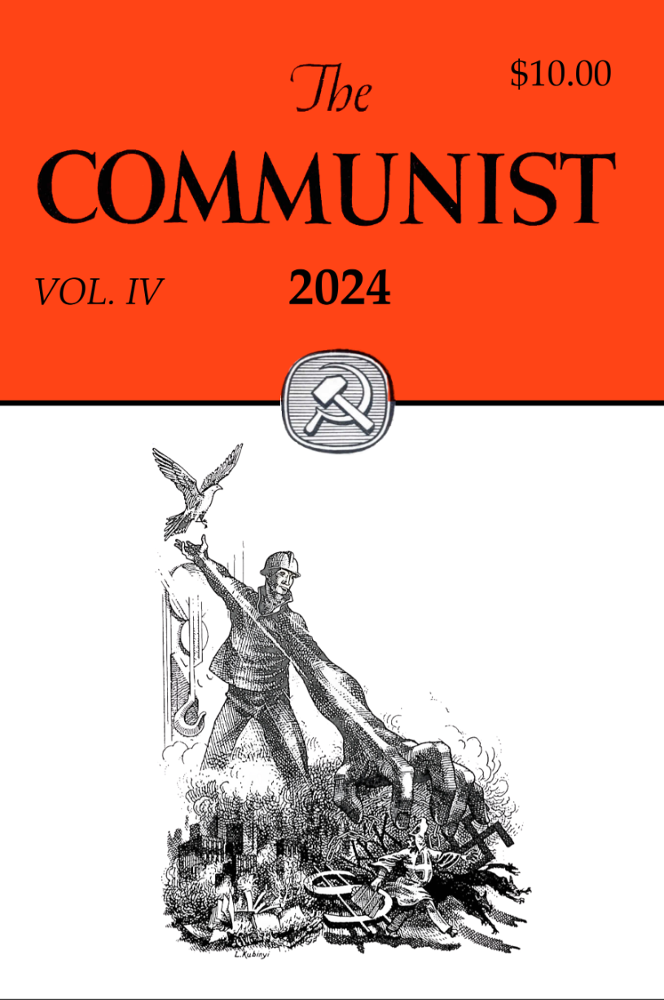 The
$10.00
COMMUNIST
VOL. IV
2024
L. Kubinyi